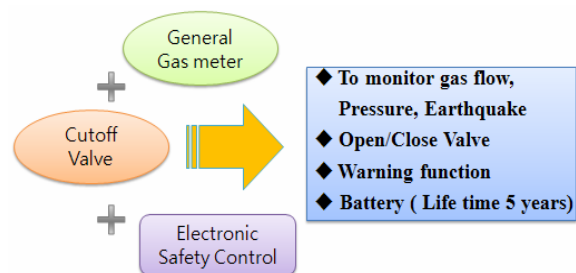 General
Gas meter
Cutoff
Valve
Electronic
Safety Control
◆ To monitor gas flow,
Pressure, Earthquake
◆ Open/Close Valve
◆ Warning function
◆ Battery ( Life time 5 years)